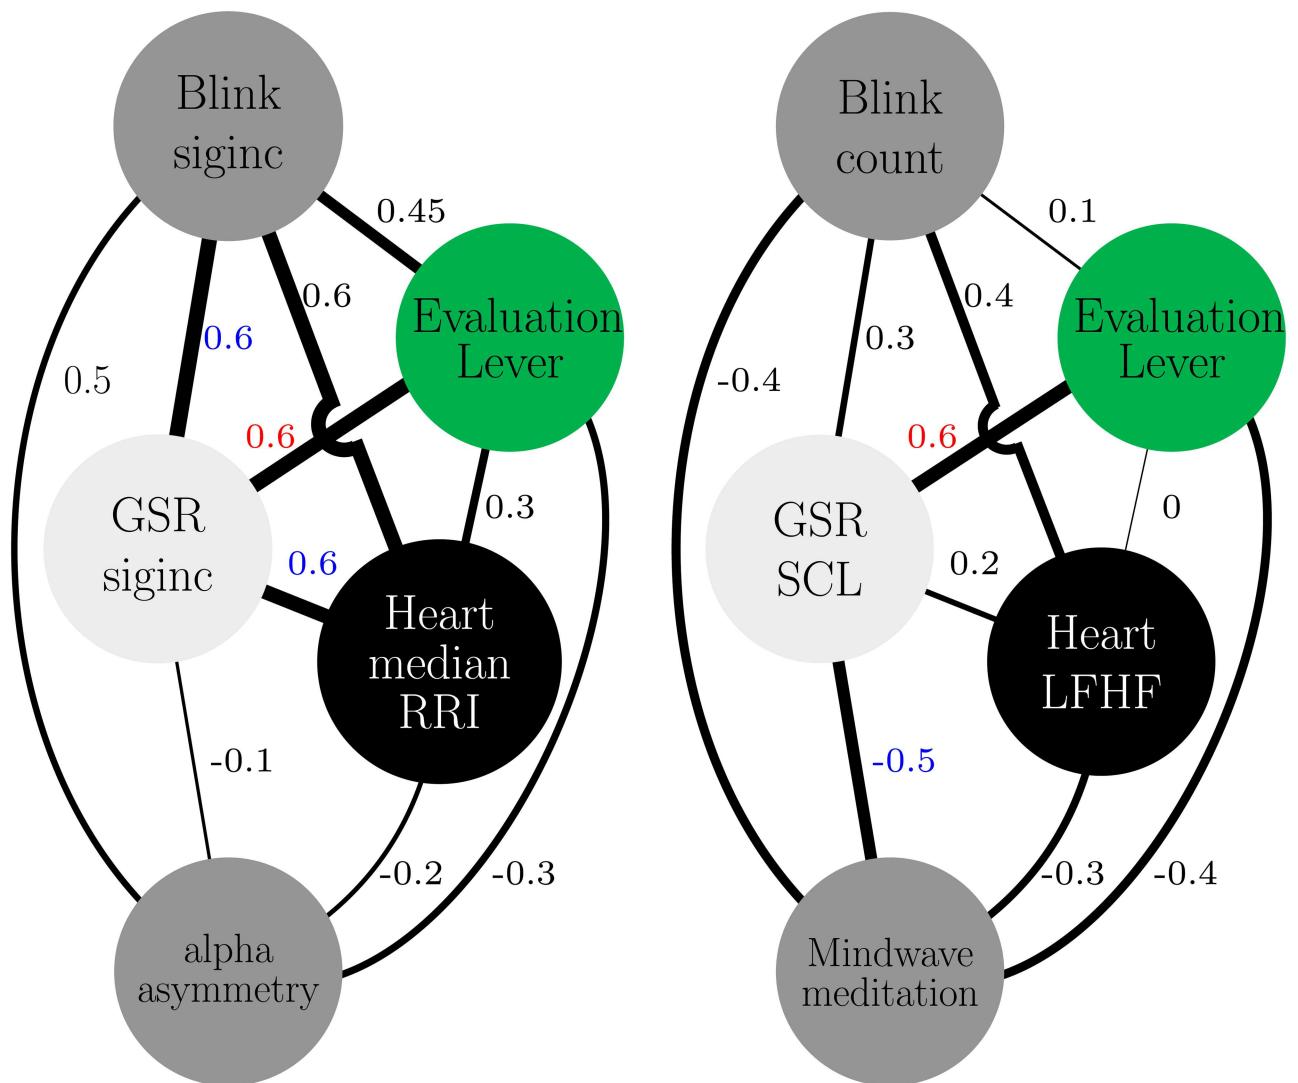 Blink
siginc
0.45
Evaluation
Lever
0.6
0.6
0.5
0.6
GSR
siginc
0.3
0.6
Heart
median
RRI
-0.1
-0.2
-0.3
alpha
asymmetry
Blink
count
0.1
Evaluation
Lever
0.4
0.3
-0.4
0.6
GSR
SCL
0
0.2
Heart
LFHF
-0.5
-0.3
-0.4
Mindwave
meditation